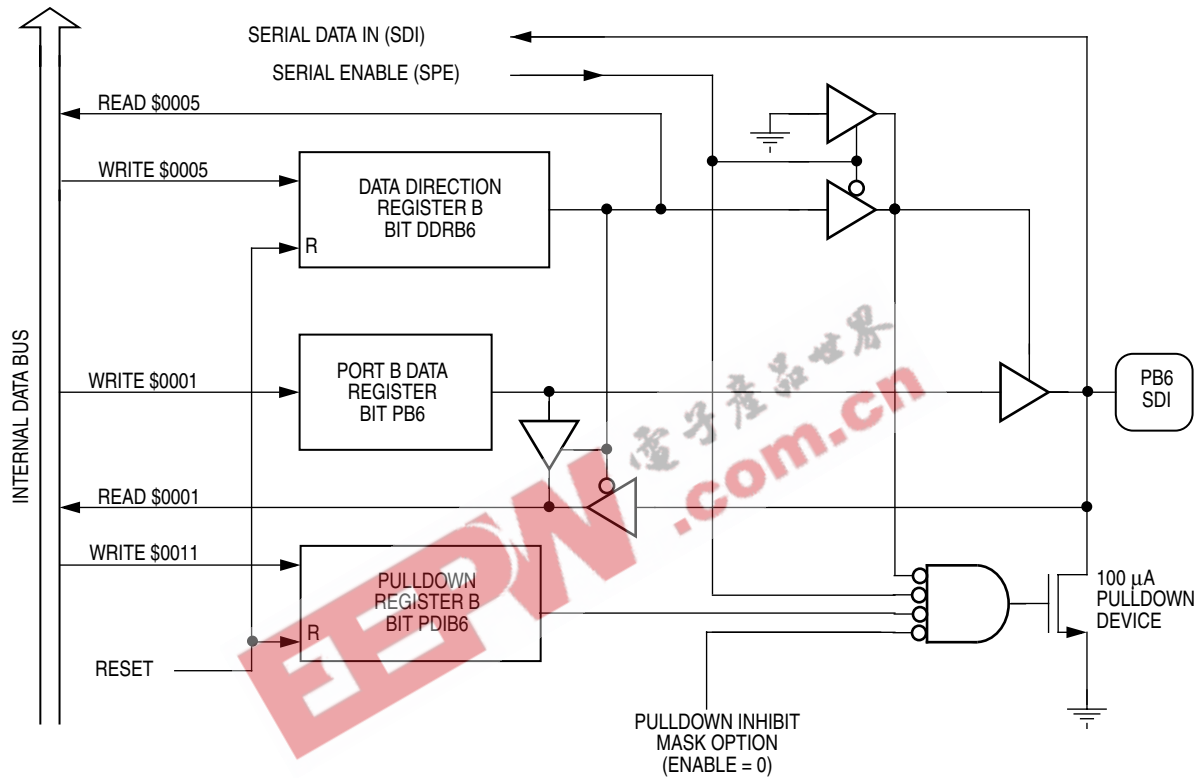 SERIAL DATA IN (SDI)
SERIAL ENABLE (SPE)
READ $0005
WRITE $0005
DATA DIRECTION
REGISTER B
BIT DDRB6
R
INTERNAL DATA BUS
WRITE $0001
PORT B DATA
REGISTER
BIT PB6
PB6
SDI
READ $0001
WRITE $0011
PULLDOWN
REGISTER B
BIT PDIB6
R
RESET
100 µA
PULLDOWN
DEVICE
PULLDOWN INHIBIT
MASK OPTION
(ENABLE = 0)
EEPW
.com.cn
電子產品世界